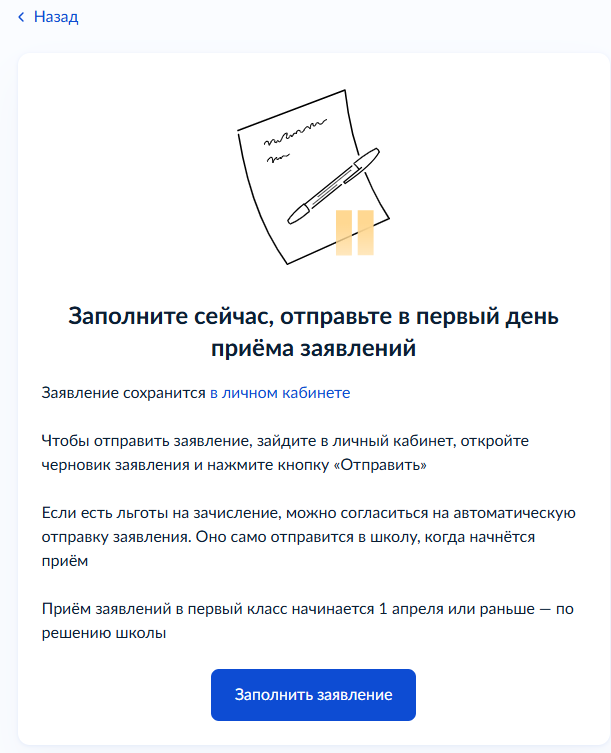 Назад
Заполните сейчас, отправьте в первый день
приёма заявлений
Заявление сохранится в личном кабинете
Чтобы отправить заявление, зайдите в личный кабинет, откройте
черновик заявления и нажмите кнопку «Отправить»
Если есть льготы на зачисление, можно согласиться на автоматическую
отправку заявления. Оно само отправится в школу, когда начнётся
приём
Приём заявлений в первый класс начинается 1 апреля или раньше — по
решению школы
Заполнить заявление